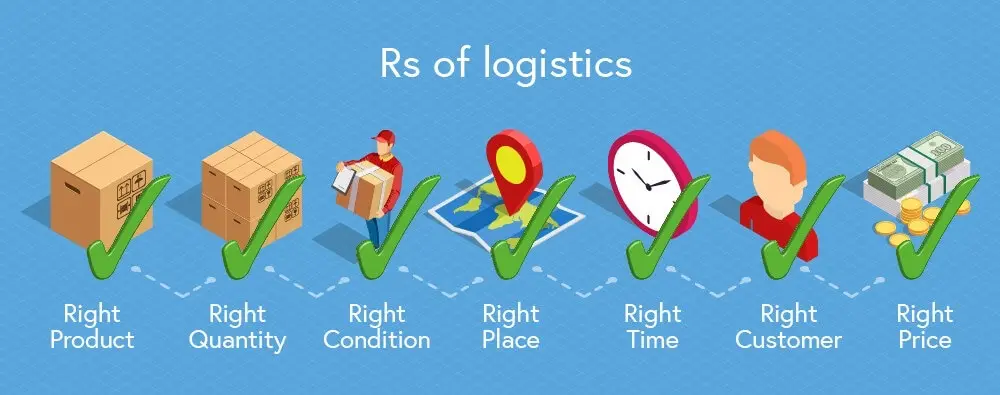 Rs of logistics
Right
Product
Right
Quantity
Right
Condition
Right
Place
Right
Time
Right
Customer
Right
Price